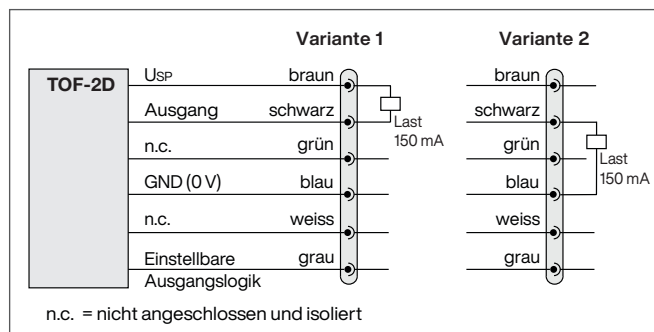 Variante 1
Variante 2
TOF-2D
USP
braun
braun
Ausgang
schwarz
Last
150 mA
schwarz
n.c.
grün
grün
Last
150 mA
GND (0 V)
blau
blau
n.c.
weiss
weiss
Einstellbare
Ausgangslogik
grau
grau
n.c. = nicht angeschlossen und isoliert